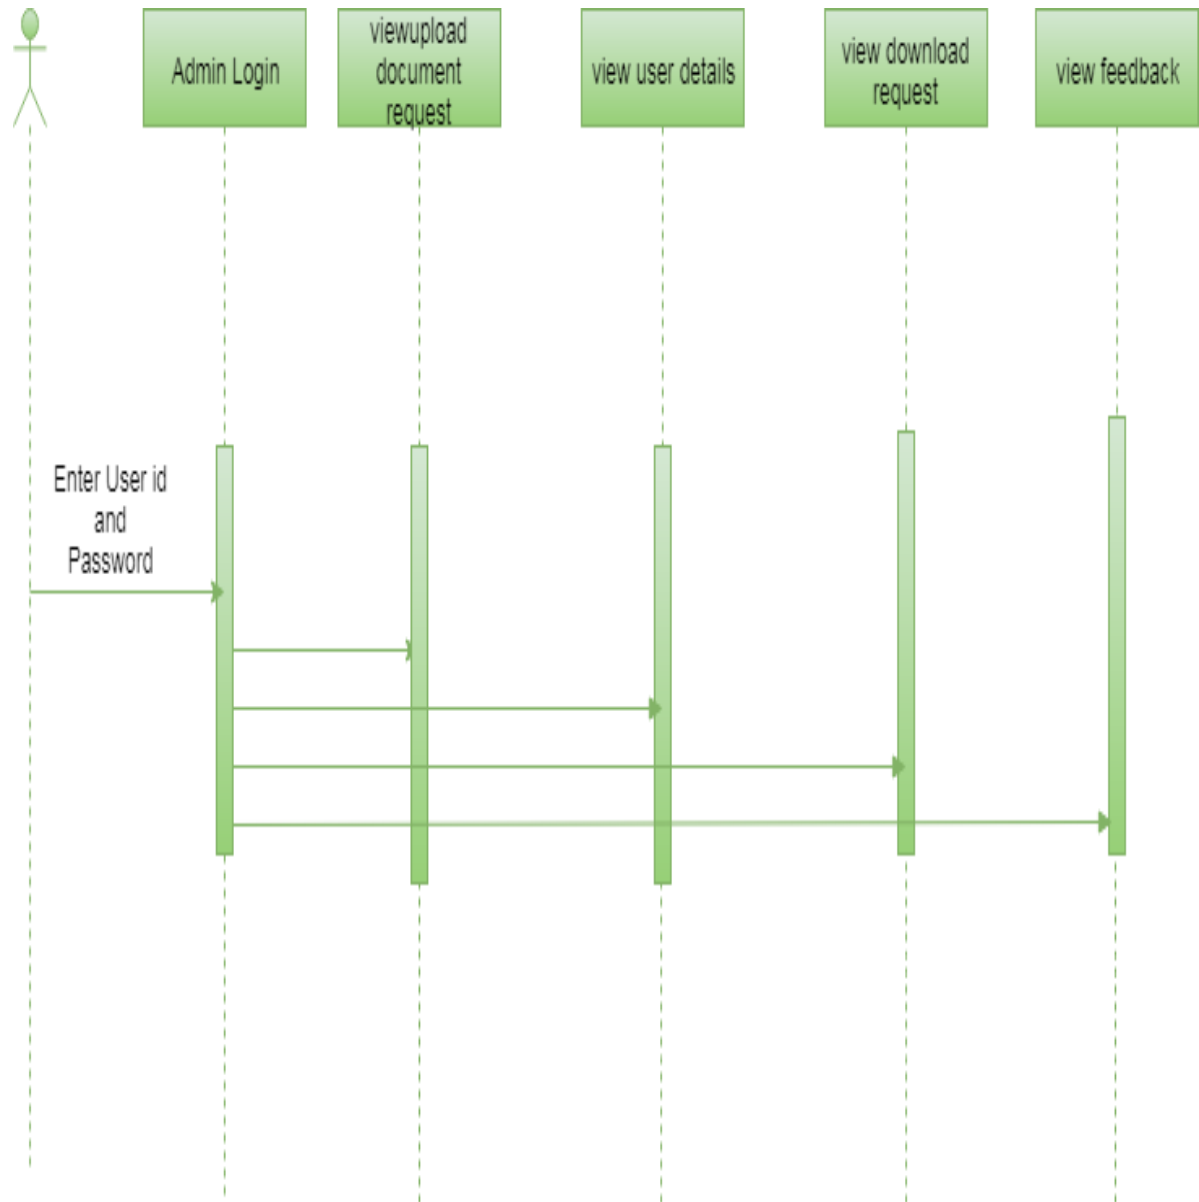 Admin Login
viewupload
document
request
view user details
view download
request
view feedback
Enter User id
and
Password